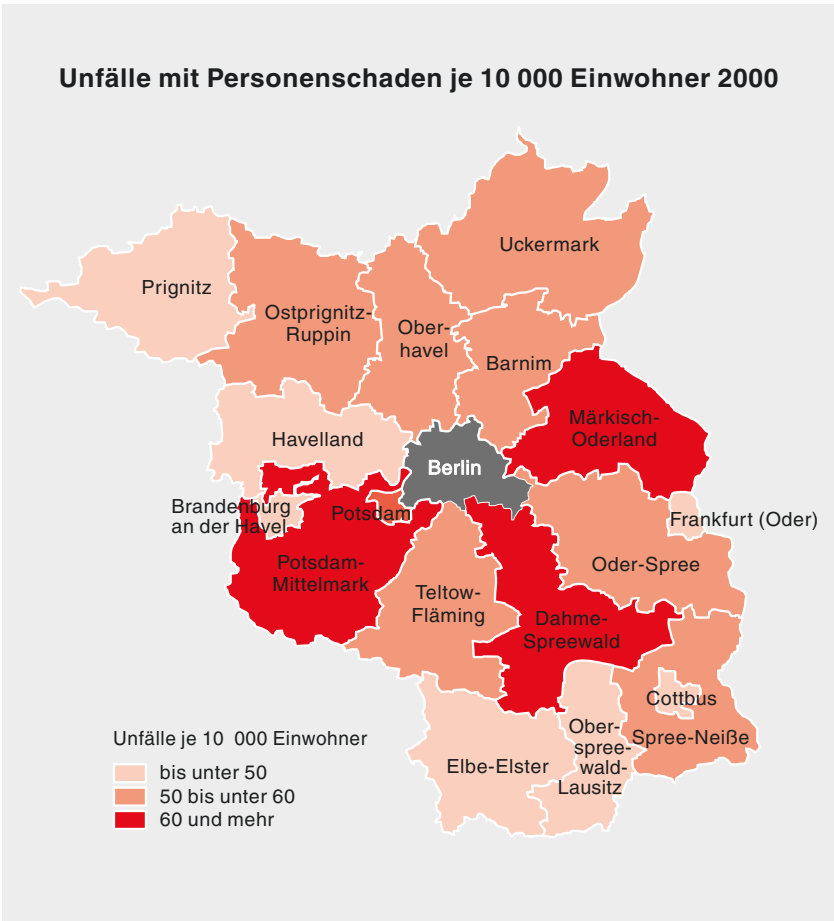 Unfälle mit Personenschaden je 10 000 Einwohner 2000
Uckermark
Prignitz
Ostprignitz-
Ruppin
Ober-
havel
Barnim
Märkisch-
Oderland
Havelland
Berlin
Brandenburg
an der Havel
Potsdam
Frankfurt (Oder)
Potsdam-
Mittelmark
Oder-Spree
Teltow-
Fläming
Dahme-
Spreewald
Cottbus
Spree-Neiße
Ober-
spree-
wald-
Lausitz
Elbe-Elster
Unfälle je 10 000 Einwohner
bis unter 50
50 bis unter 60
60 und mehr